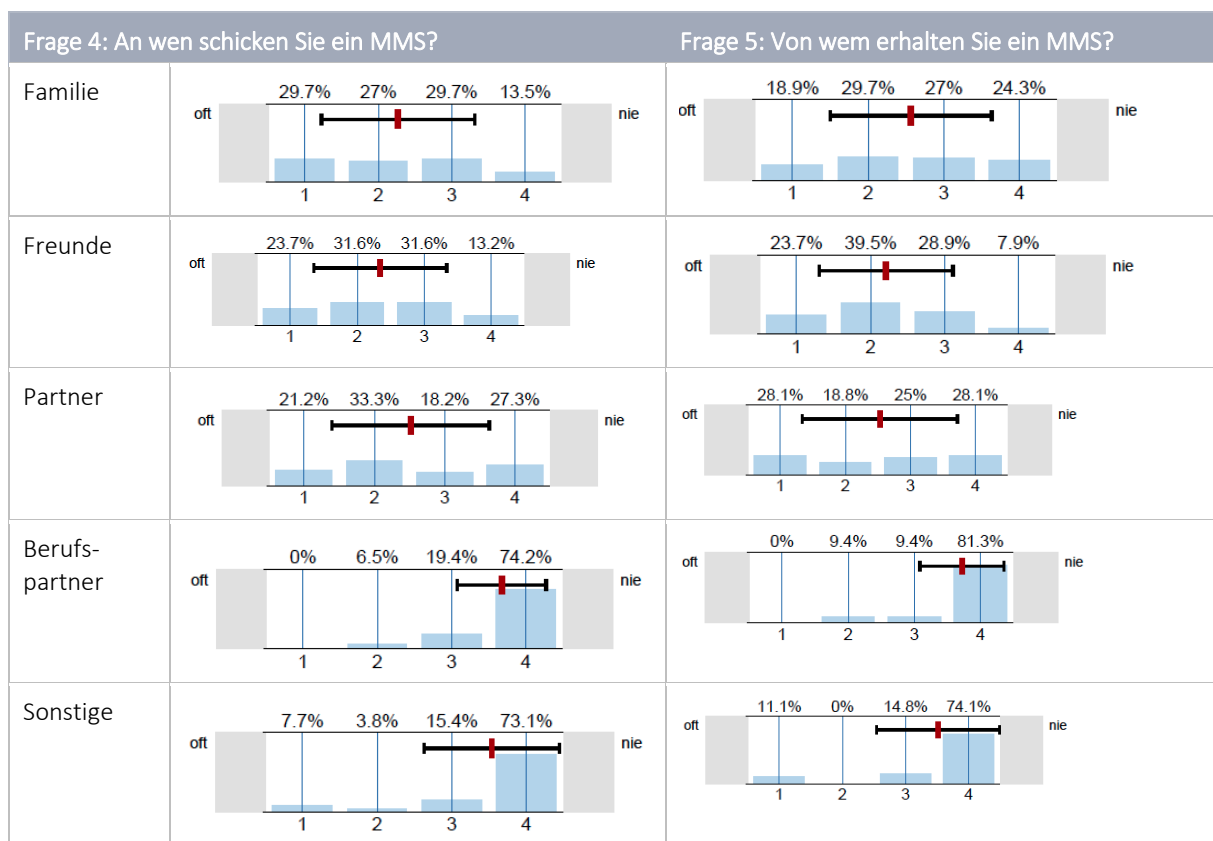 Frage 4: An wen schicken Sie ein MMS? Frage 5: Von wem erhalten Sie ein MMS?
Familie
29.7% 27% 29.7% 13.5%
oft nie
1 2 3 4
18.9% 29.7% 27% 24.3%
oft nie
1 2 3 4
Freunde
23.7% 31.6% 31.6% 13.2%
oft nie
1 2 3 4
23.7% 39.5% 28.9% 7.9%
oft nie
1 2 3 4
Partner
21.2% 33.3% 18.2% 27.3%
oft nie
1 2 3 4
28.1% 18.8% 25% 28.1%
oft nie
1 2 3 4
Berufs-
partner
0% 6.5% 19.4% 74.2%
oft nie
1 2 3 4
0% 9.4% 9.4% 81.3%
oft nie
1 2 3 4
Sonstige
7.7% 3.8% 15.4% 73.1%
oft nie
1 2 3 4
11.1% 0% 14.8% 74.1%
oft nie
1 2 3 4